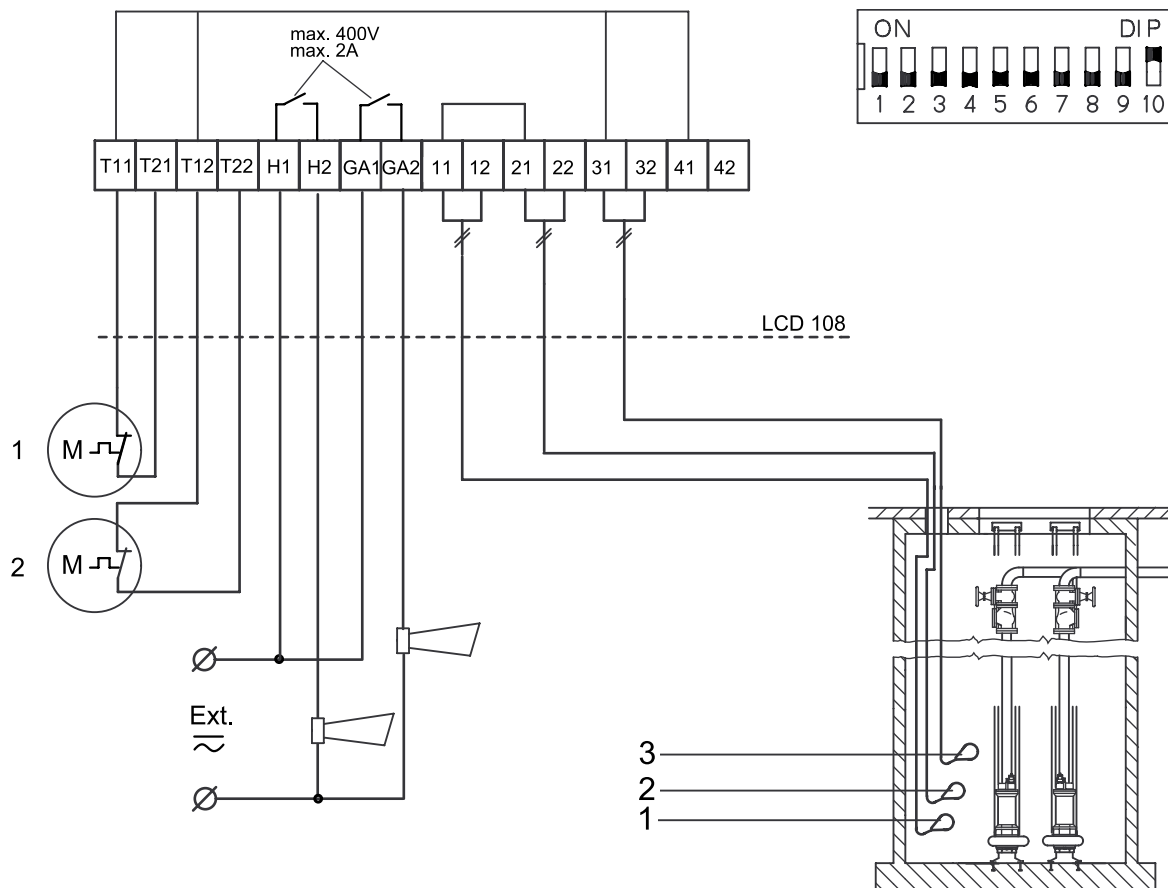 max. 400V
max. 2A
ON DIP
1 2 3 4 5 6 7 8 9 10
T11 T21 T12 T22 H1 H2 GA1 GA2 11 12 21 22 31 32 41 42
LCD 108
1 M
2 M
Ext.
3
2
1